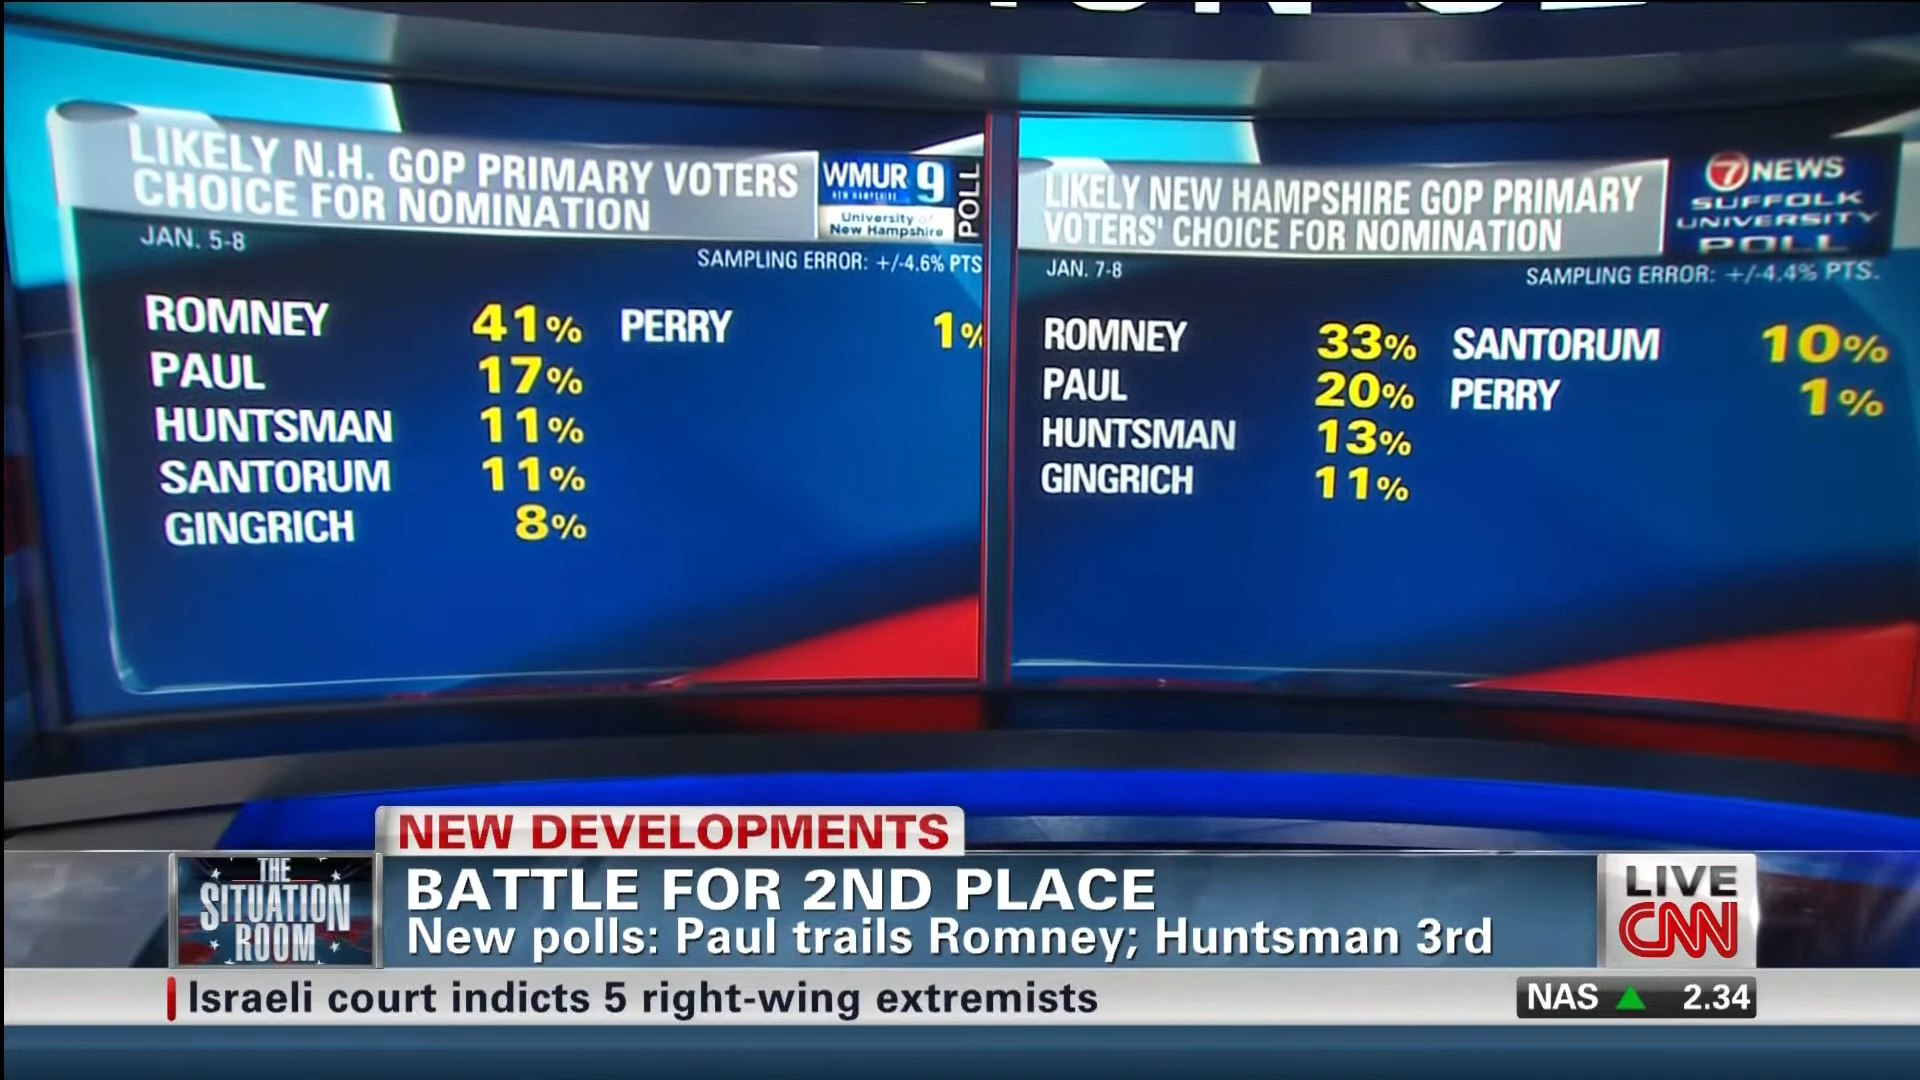 LIKELY N.H. GOP PRIMARY VOTERS
CHOICE FOR NOMINATION
WMUR 9
NEW HAMPSHIRE
University of
New Hampshire
POLL
JAN. 5-8
SAMPLING ERROR: +/-4.6% PTS
ROMNEY 41% PERRY 1%
PAUL 17%
HUNTSMAN 11%
SANTORUM 11%
GINGRICH 8%
LIKELY NEW HAMPSHIRE GOP PRIMARY
VOTERS' CHOICE FOR NOMINATION
7 NEWS
SUFFOLK
UNIVERSITY
POLL
JAN. 7-8
SAMPLING ERROR: +/-4.4% PTS.
ROMNEY 33% SANTORUM 10%
PAUL 20% PERRY 1%
HUNTSMAN 13%
GINGRICH 11%
NEW DEVELOPMENTS
THE
SITUATION
ROOM
BATTLE FOR 2ND PLACE
New polls: Paul trails Romney; Huntsman 3rd
LIVE
CNN
Israeli court indicts 5 right-wing extremists
NAS ▲ 2.34